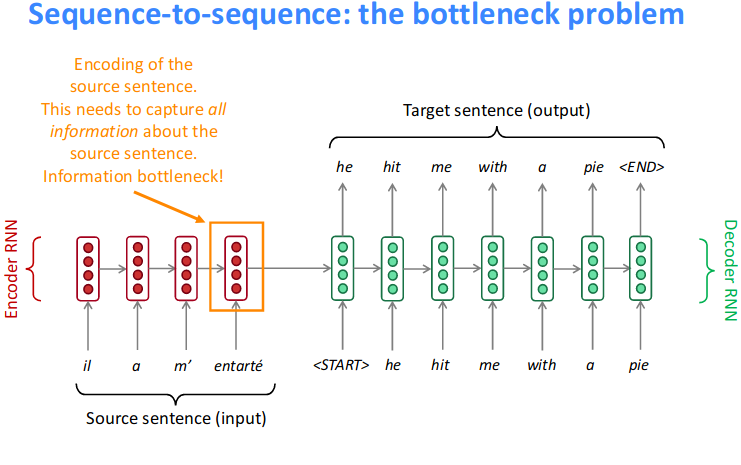 Sequence-to-sequence: the bottleneck problem
Encoding of the
source sentence.
This needs to capture all
information about the
source sentence.
Information bottleneck!
Target sentence (output)
he hit me with a pie <END>
Encoder RNN
Decoder RNN
il a m’ entarté
<START> he hit me with a pie
Source sentence (input)